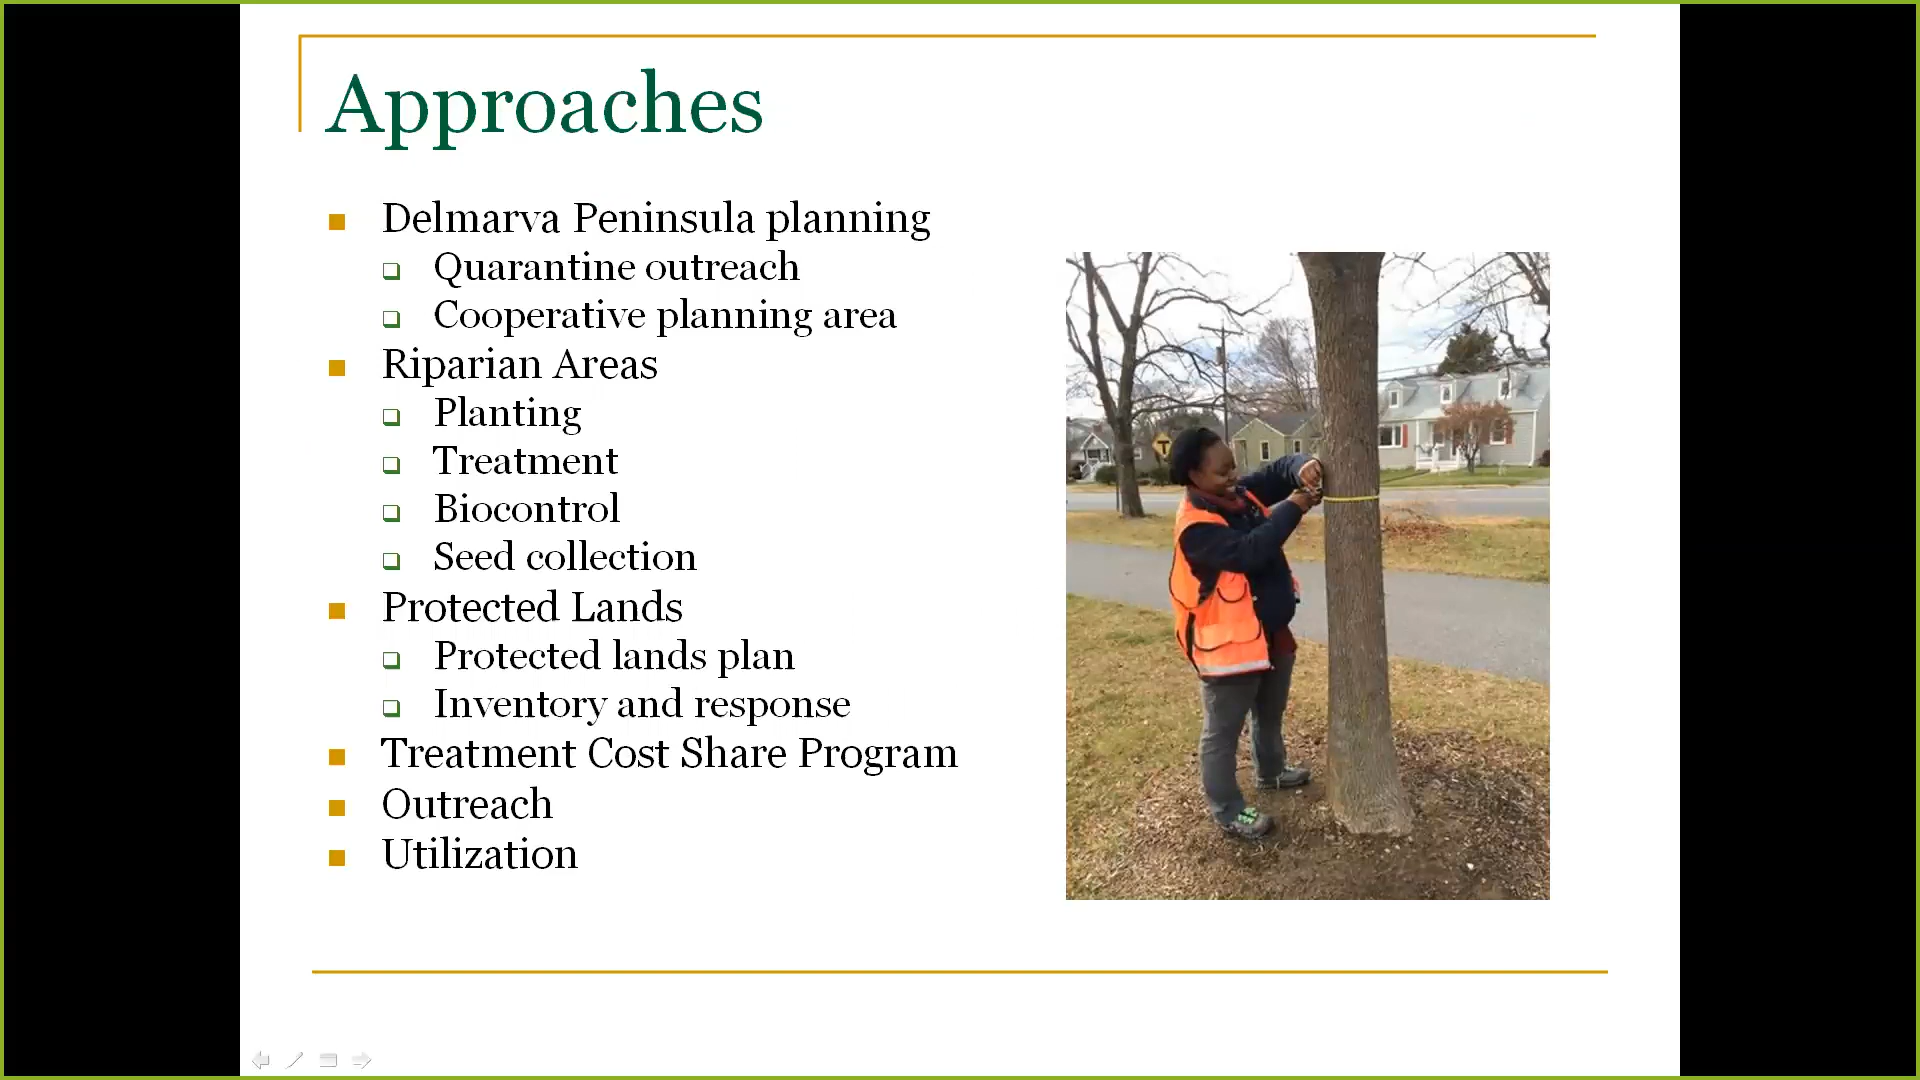 Approaches
Delmarva Peninsula planning
Quarantine outreach
Cooperative planning area
Riparian Areas
Planting
Treatment
Biocontrol
Seed collection
Protected Lands
Protected lands plan
Inventory and response
Treatment Cost Share Program
Outreach
Utilization
T